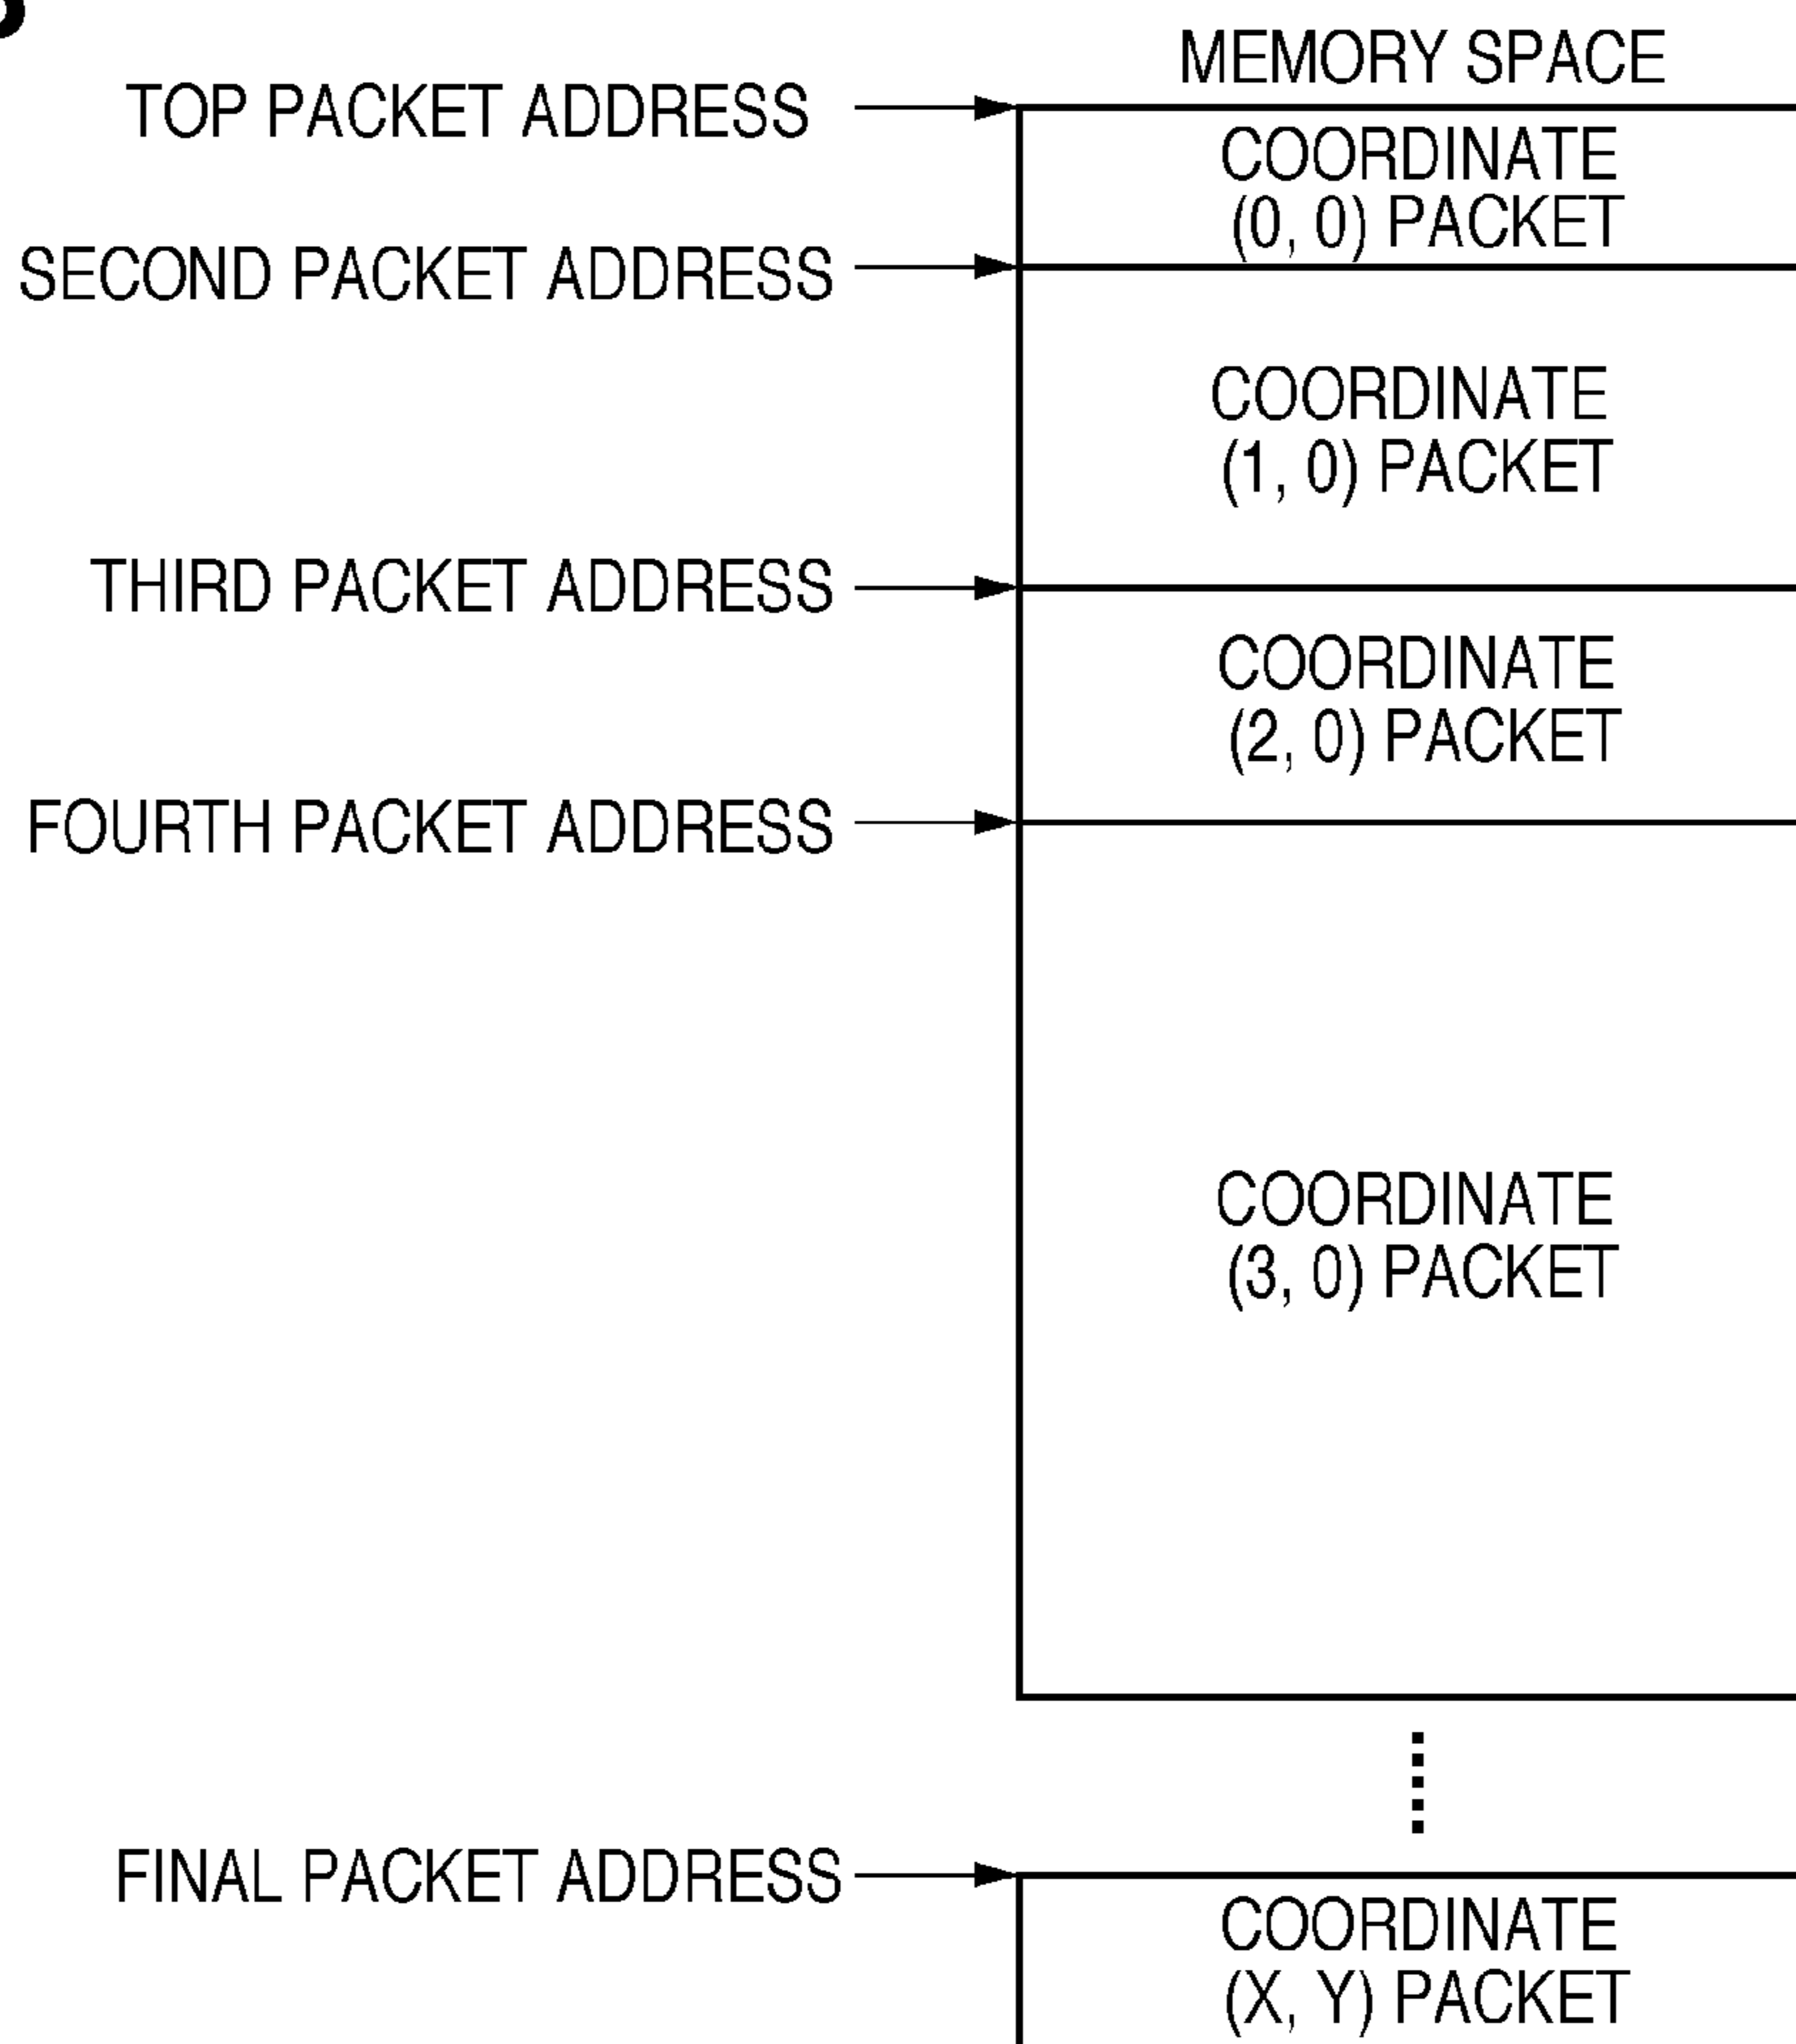 MEMORY SPACE
TOP PACKET ADDRESS
COORDINATE
(0, 0) PACKET
SECOND PACKET ADDRESS
COORDINATE
(1, 0) PACKET
THIRD PACKET ADDRESS
COORDINATE
(2, 0) PACKET
FOURTH PACKET ADDRESS
COORDINATE
(3, 0) PACKET
FINAL PACKET ADDRESS
COORDINATE
(X, Y) PACKET